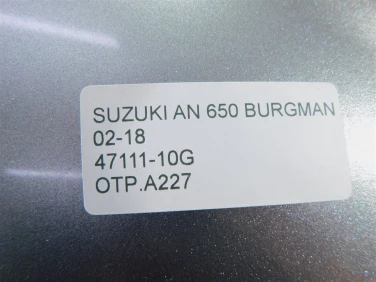 SUZUKI AN 650 BURGMAN
02-18
47111-10G
OTP.A227